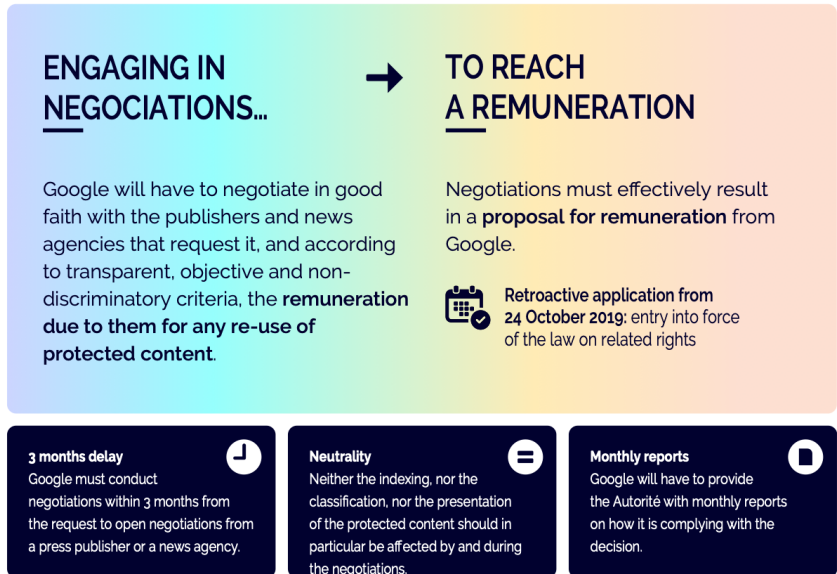 ENGAGING IN
NEGOCIATIONS...
Google will have to negotiate in good
faith with the publishers and news
agencies that request it, and according
to transparent, objective and non-
discriminatory criteria, the remuneration
due to them for any re-use of
protected content.
TO REACH
A REMUNERATION
Negotiations must effectively result
in a proposal for remuneration from
Google.
Retroactive application from
24 October 2019: entry into force
of the law on related rights
3 months delay
Google must conduct
negotiations within 3 months from
the request to open negotiations from
a press publisher or a news agency.
Neutrality
Neither the indexing, nor the
classification, nor the presentation
of the protected content should in
particular be affected by and during
the negotiations.
Monthly reports
Google will have to provide
the Autorité with monthly reports
on how it is complying with the
decision.